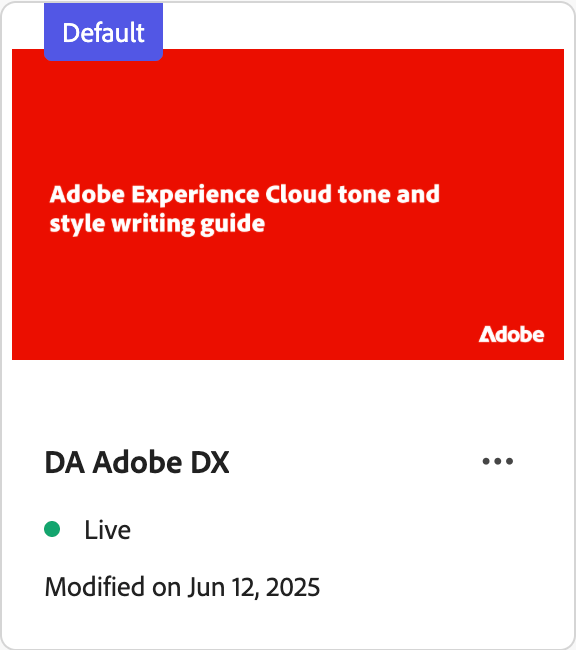 Default
Adobe Experience Cloud tone and
style writing guide
Adobe
DA Adobe DX
Live
Modified on Jun 12, 2025